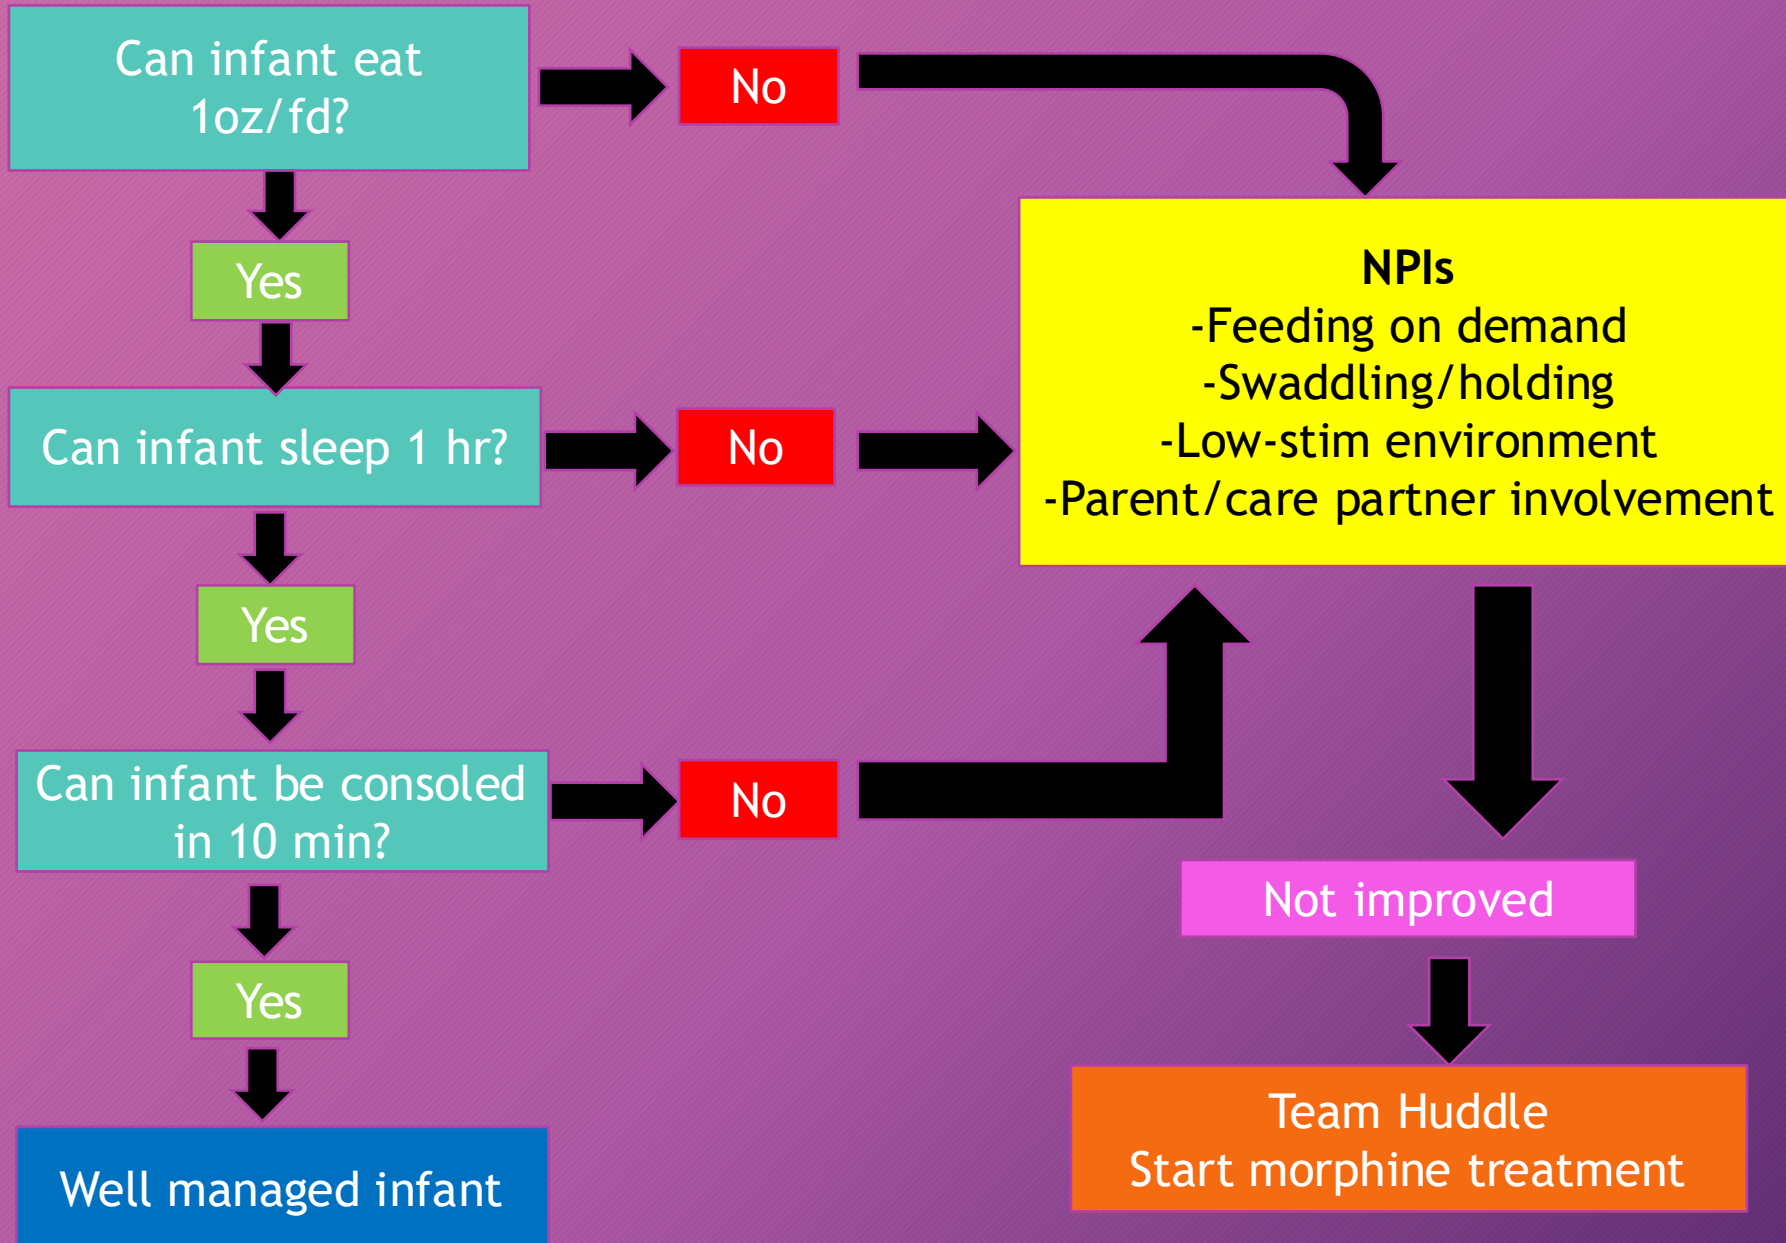 Can infant eat
1oz/fd?
No
Yes
NPIs
-Feeding on demand
-Swaddling/holding
-Low-stim environment
-Parent/care partner involvement
Can infant sleep 1 hr?
No
Yes
Can infant be consoled
in 10 min?
No
Not improved
Yes
Team Huddle
Start morphine treatment
Well managed infant